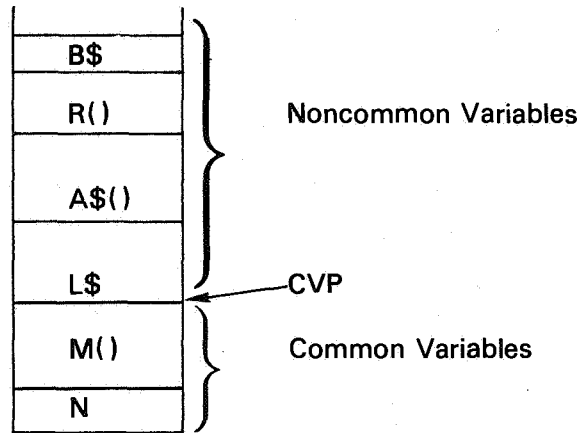 B$
R() Noncommon Variables
A$()
L$ CVP
M() Common Variables
N